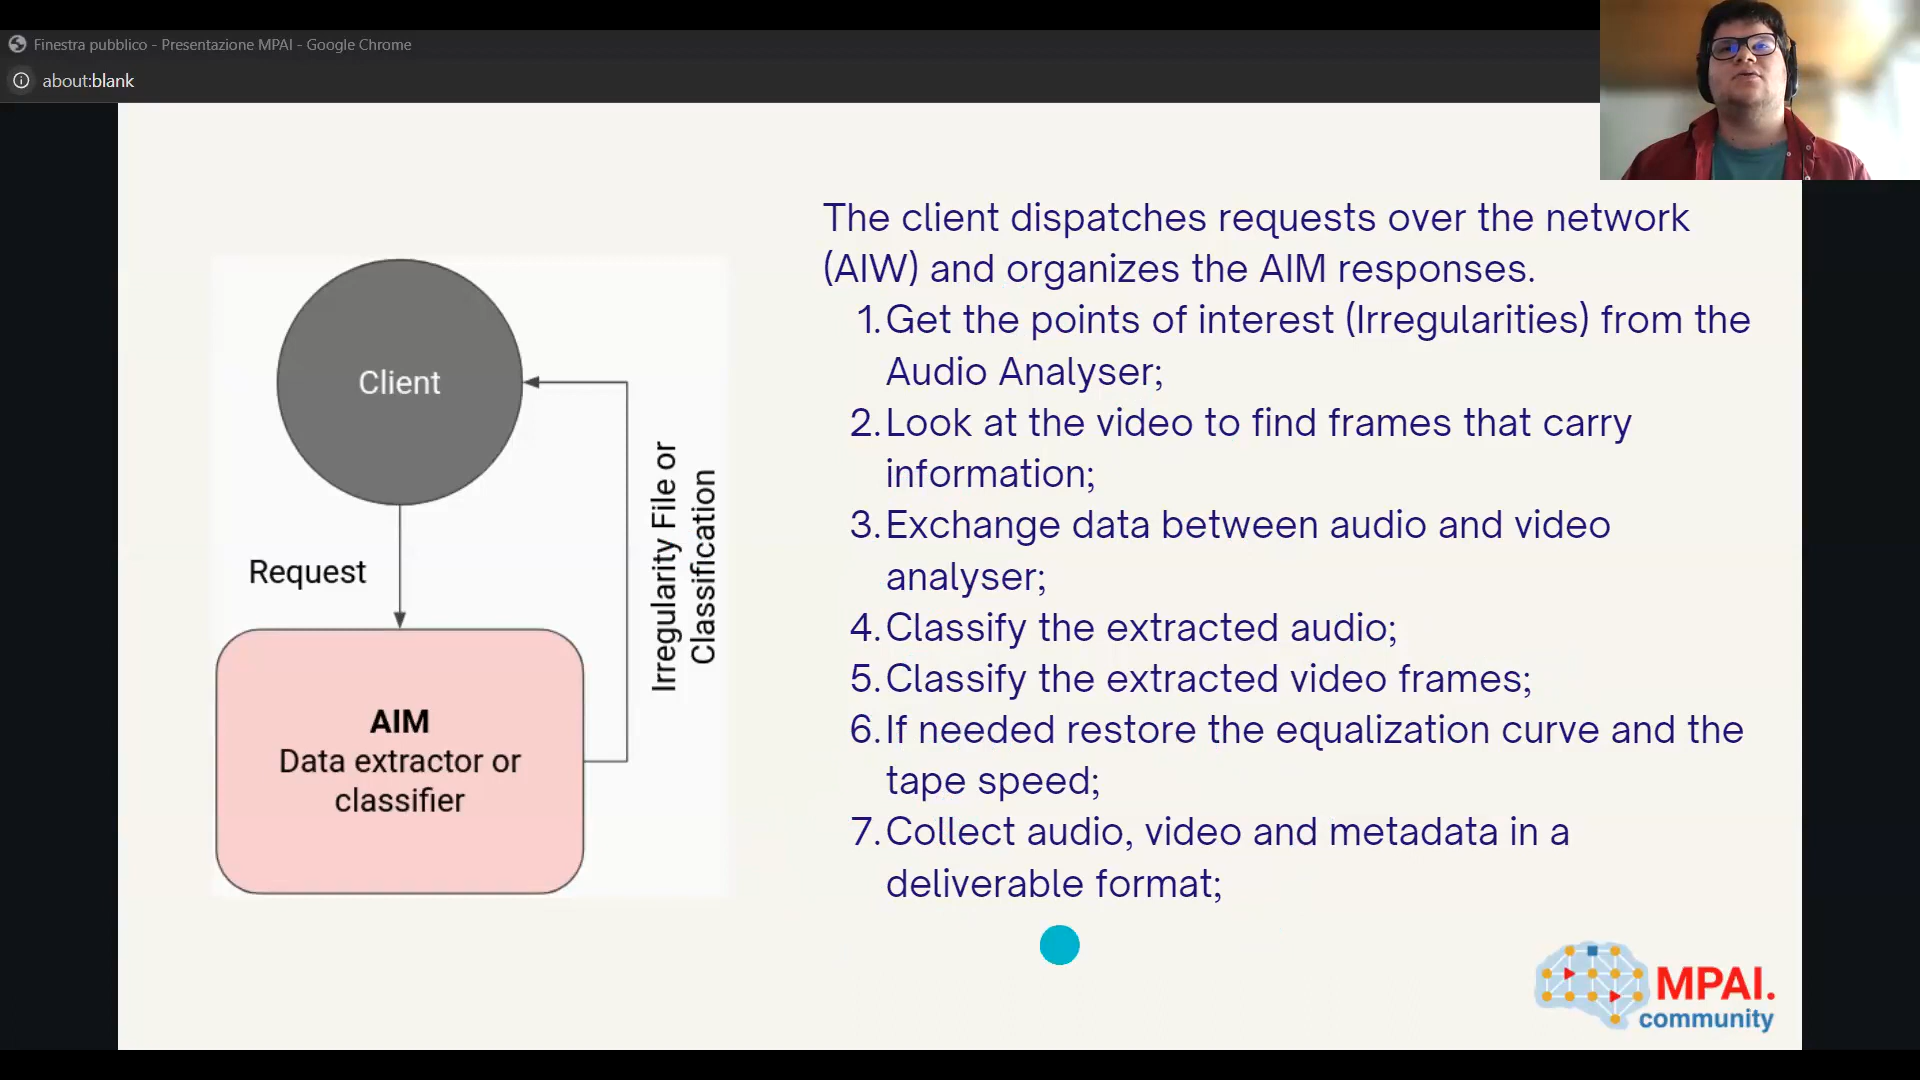 Finestra pubblico - Presentazione MPAI - Google Chrome
about:blank
Client
Request
Irregularity File or
Classification
AIM
Data extractor or
classifier
The client dispatches requests over the network
(AIW) and organizes the AIM responses.
1. Get the points of interest (Irregularities) from the
Audio Analyser;
2. Look at the video to find frames that carry
information;
3. Exchange data between audio and video
analyser;
4. Classify the extracted audio;
5. Classify the extracted video frames;
6. If needed restore the equalization curve and the
tape speed;
7. Collect audio, video and metadata in a
deliverable format;
MPAI.
community